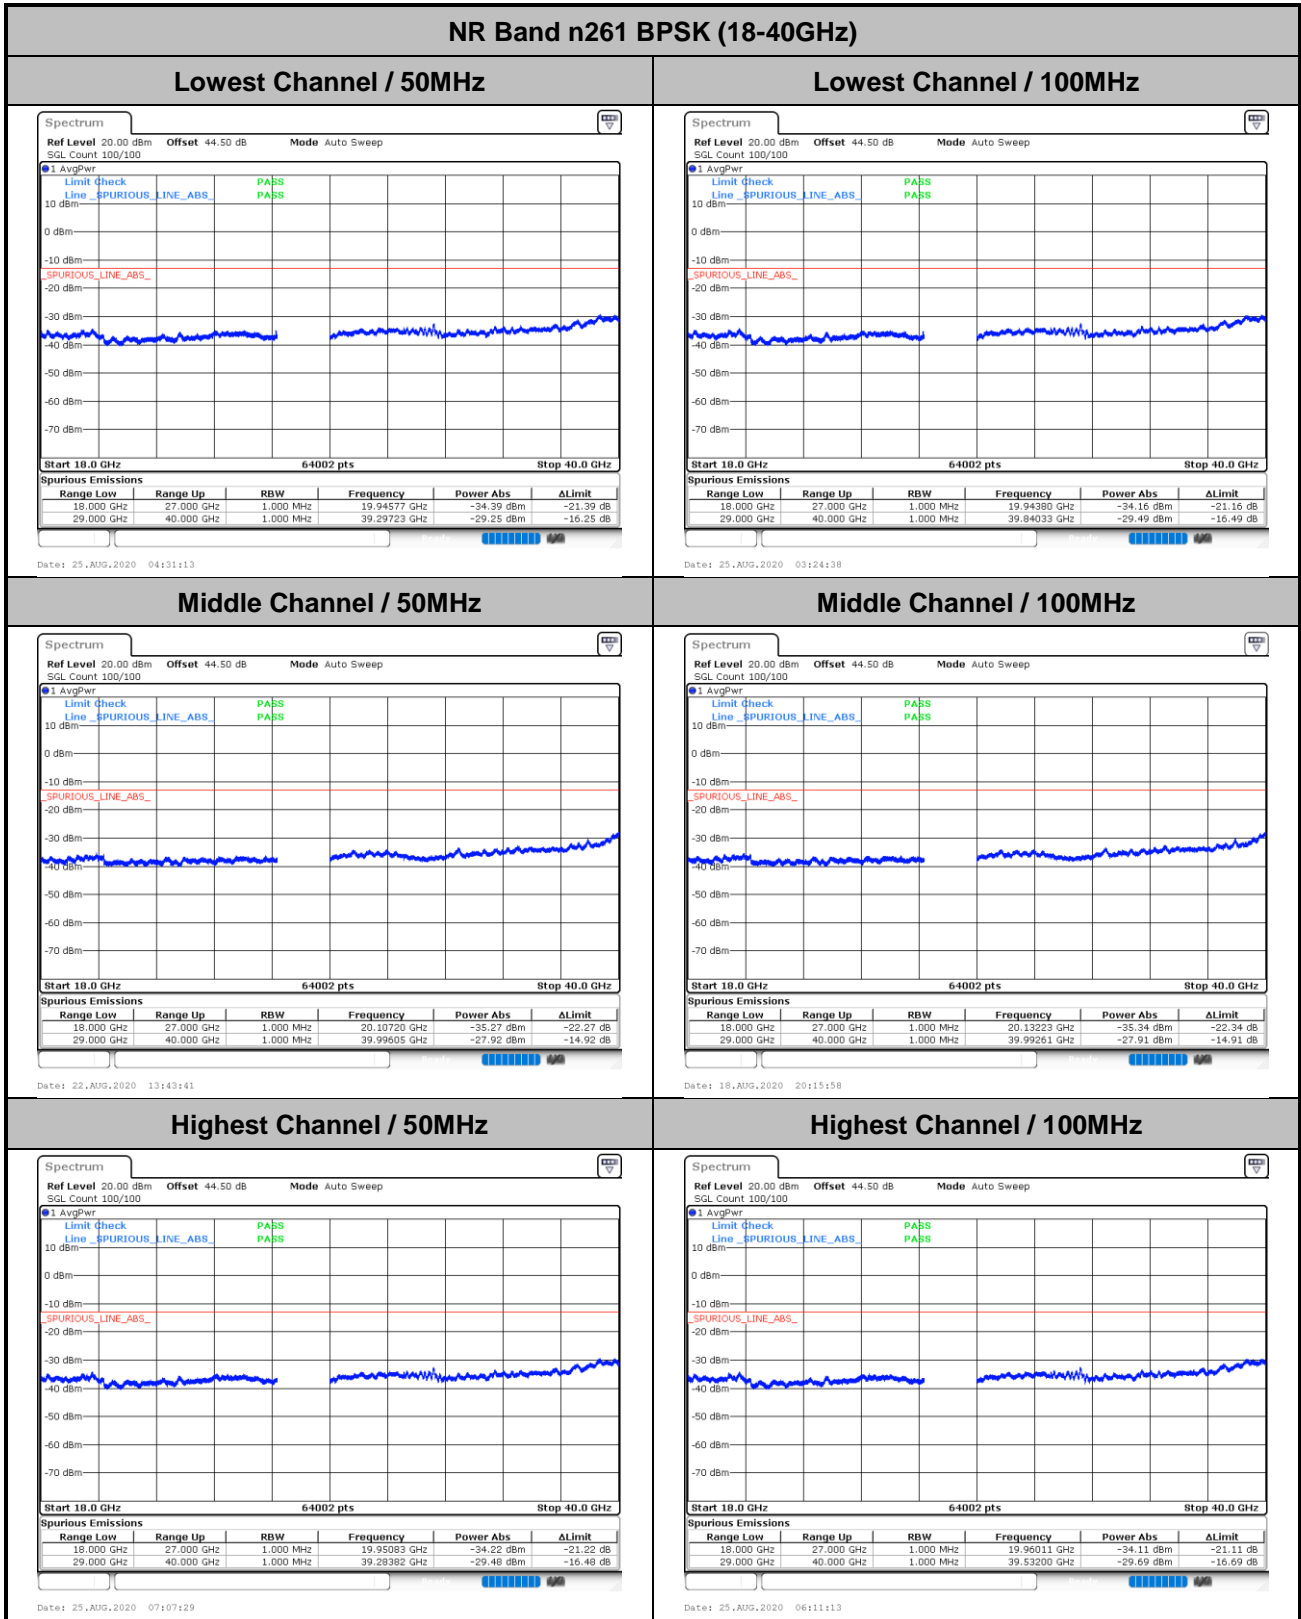 NR Band n261 BPSK (18-40GHz)
Lowest Channel / 50MHz
Lowest Channel / 100MHz
Spectrum
Ref Level 20.00 dBm Offset 44.50 dB Mode Auto Sweep
SGL Count 100/100
1 AvgPwr
Limit Check PASS
Line _SPURIOUS_LINE_ABS_ PASS
10 dBm
0 dBm
-10 dBm
_SPURIOUS_LINE_ABS_
-20 dBm
-30 dBm
-40 dBm
-50 dBm
-60 dBm
-70 dBm
Start 18.0 GHz 64002 pts Stop 40.0 GHz
Spurious Emissions
Range Low Range Up RBW Frequency Power Abs ΔLimit
18.000 GHz 27.000 GHz 1.000 MHz 19.94577 GHz -34.39 dBm -21.39 dB
29.000 GHz 40.000 GHz 1.000 MHz 39.29723 GHz -29.25 dBm -16.25 dB
Date: 25.AUG.2020 04:31:13
Spectrum
Ref Level 20.00 dBm Offset 44.50 dB Mode Auto Sweep
SGL Count 100/100
1 AvgPwr
Limit Check PASS
Line _SPURIOUS_LINE_ABS_ PASS
10 dBm
0 dBm
-10 dBm
_SPURIOUS_LINE_ABS_
-20 dBm
-30 dBm
-40 dBm
-50 dBm
-60 dBm
-70 dBm
Start 18.0 GHz 64002 pts Stop 40.0 GHz
Spurious Emissions
Range Low Range Up RBW Frequency Power Abs ΔLimit
18.000 GHz 27.000 GHz 1.000 MHz 19.94380 GHz -34.16 dBm -21.16 dB
29.000 GHz 40.000 GHz 1.000 MHz 39.84033 GHz -29.49 dBm -16.49 dB
Date: 25.AUG.2020 03:24:38
Middle Channel / 50MHz
Middle Channel / 100MHz
Spectrum
Ref Level 20.00 dBm Offset 44.50 dB Mode Auto Sweep
SGL Count 100/100
1 AvgPwr
Limit Check PASS
Line _SPURIOUS_LINE_ABS_ PASS
10 dBm
0 dBm
-10 dBm
_SPURIOUS_LINE_ABS_
-20 dBm
-30 dBm
-40 dBm
-50 dBm
-60 dBm
-70 dBm
Start 18.0 GHz 64002 pts Stop 40.0 GHz
Spurious Emissions
Range Low Range Up RBW Frequency Power Abs ΔLimit
18.000 GHz 27.000 GHz 1.000 MHz 20.10720 GHz -35.27 dBm -22.27 dB
29.000 GHz 40.000 GHz 1.000 MHz 39.99605 GHz -27.92 dBm -14.92 dB
Date: 22.AUG.2020 13:43:41
Spectrum
Ref Level 20.00 dBm Offset 44.50 dB Mode Auto Sweep
SGL Count 100/100
1 AvgPwr
Limit Check PASS
Line _SPURIOUS_LINE_ABS_ PASS
10 dBm
0 dBm
-10 dBm
_SPURIOUS_LINE_ABS_
-20 dBm
-30 dBm
-40 dBm
-50 dBm
-60 dBm
-70 dBm
Start 18.0 GHz 64002 pts Stop 40.0 GHz
Spurious Emissions
Range Low Range Up RBW Frequency Power Abs ΔLimit
18.000 GHz 27.000 GHz 1.000 MHz 20.13223 GHz -35.34 dBm -22.34 dB
29.000 GHz 40.000 GHz 1.000 MHz 39.99261 GHz -27.91 dBm -14.91 dB
Date: 18.AUG.2020 20:15:58
Highest Channel / 50MHz
Highest Channel / 100MHz
Spectrum
Ref Level 20.00 dBm Offset 44.50 dB Mode Auto Sweep
SGL Count 100/100
1 AvgPwr
Limit Check PASS
Line _SPURIOUS_LINE_ABS_ PASS
10 dBm
0 dBm
-10 dBm
_SPURIOUS_LINE_ABS_
-20 dBm
-30 dBm
-40 dBm
-50 dBm
-60 dBm
-70 dBm
Start 18.0 GHz 64002 pts Stop 40.0 GHz
Spurious Emissions
Range Low Range Up RBW Frequency Power Abs ΔLimit
18.000 GHz 27.000 GHz 1.000 MHz 19.95083 GHz -34.22 dBm -21.22 dB
29.000 GHz 40.000 GHz 1.000 MHz 39.28382 GHz -29.48 dBm -16.48 dB
Date: 25.AUG.2020 07:07:29
Spectrum
Ref Level 20.00 dBm Offset 44.50 dB Mode Auto Sweep
SGL Count 100/100
1 AvgPwr
Limit Check PASS
Line _SPURIOUS_LINE_ABS_ PASS
10 dBm
0 dBm
-10 dBm
_SPURIOUS_LINE_ABS_
-20 dBm
-30 dBm
-40 dBm
-50 dBm
-60 dBm
-70 dBm
Start 18.0 GHz 64002 pts Stop 40.0 GHz
Spurious Emissions
Range Low Range Up RBW Frequency Power Abs ΔLimit
18.000 GHz 27.000 GHz 1.000 MHz 19.96011 GHz -34.11 dBm -21.11 dB
29.000 GHz 40.000 GHz 1.000 MHz 39.53200 GHz -29.69 dBm -16.69 dB
Date: 25.AUG.2020 06:11:13